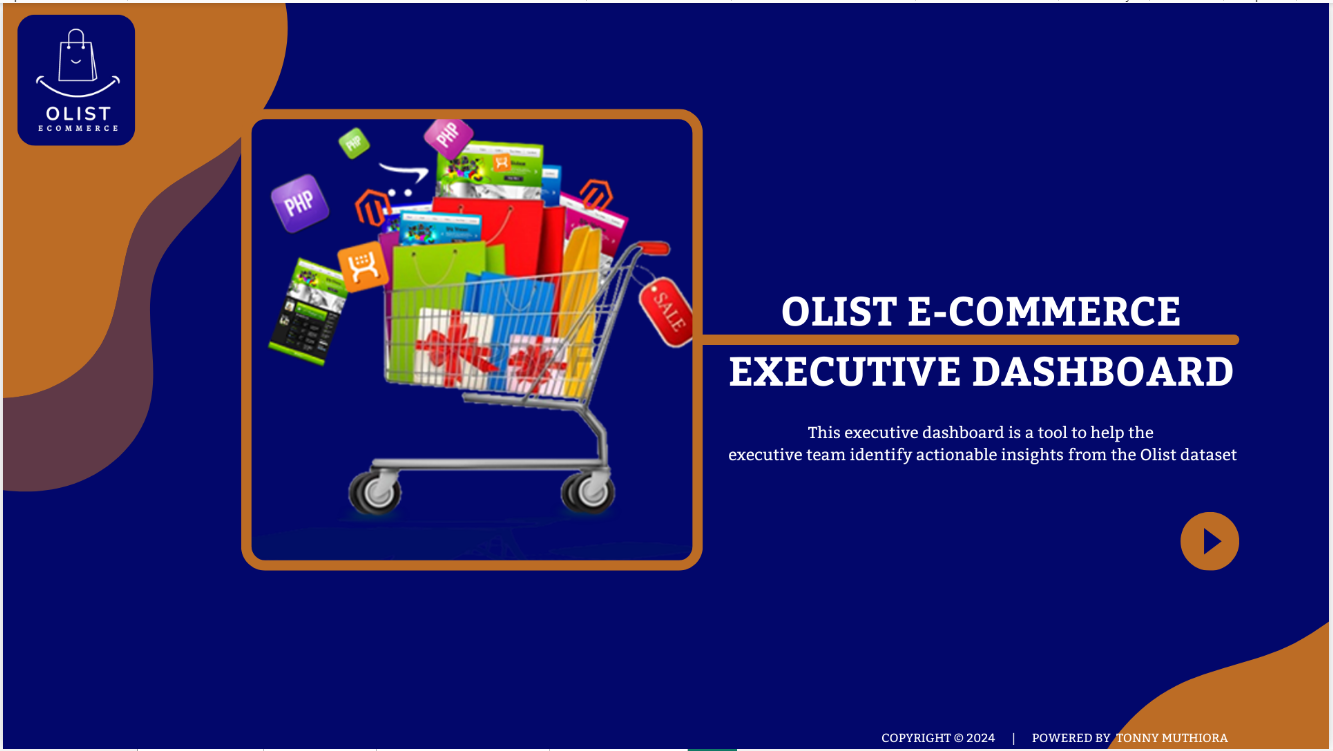 OLIST
ECOMMERCE
PHP
PHP
PHP
SALE
OLIST E-COMMERCE
EXECUTIVE DASHBOARD
This executive dashboard is a tool to help the
executive team identify actionable insights from the Olist dataset
COPYRIGHT © 2024 | POWERED BY TONNY MUTHIORA